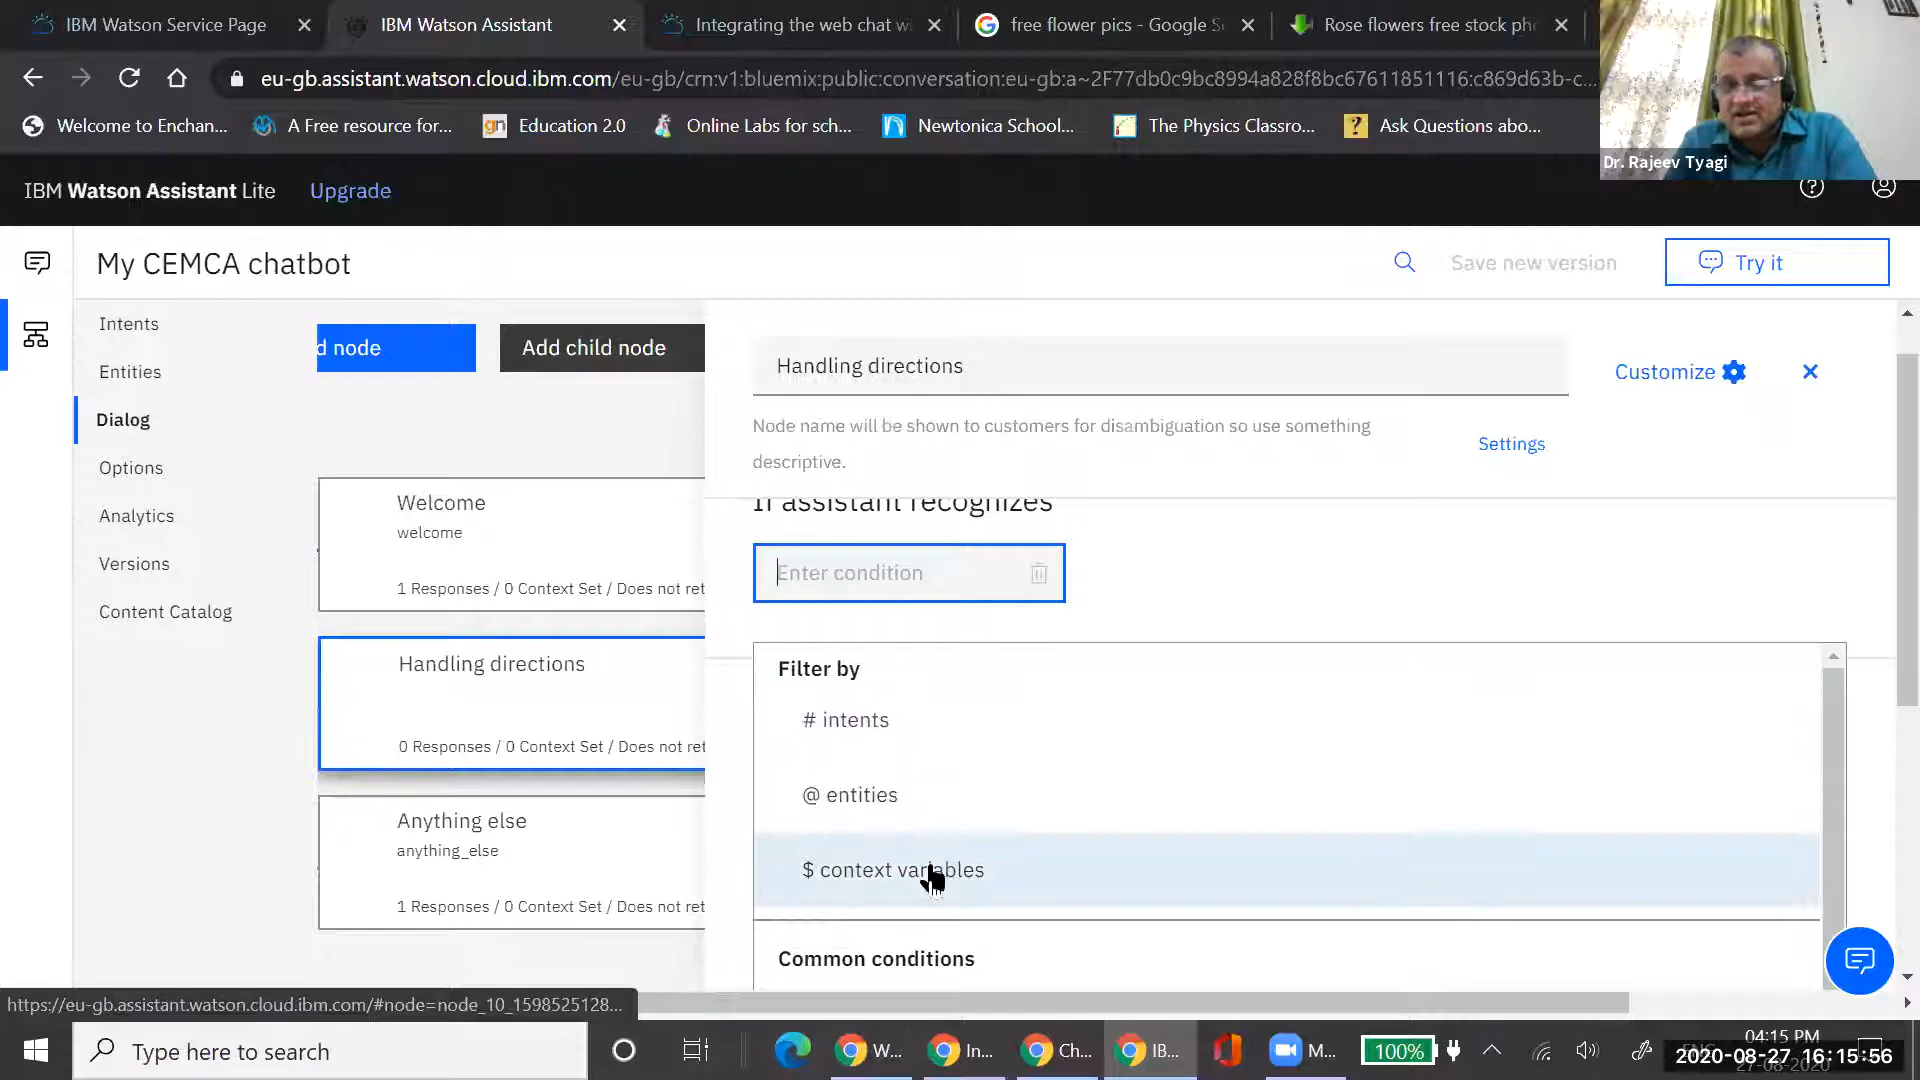 IBM Watson Service Page
IBM Watson Assistant
Integrating the web chat wi
free flower pics - Google S
Rose flowers free stock pho
eu-gb.assistant.watson.cloud.ibm.com/eu-gb/crn:v1:bluemix:public:conversation:eu-gb:a~2F77db0c9bc8994a828f8bc67611851116:c869d63b-c...
Welcome to Enchan...
A Free resource for...
gn Education 2.0
Online Labs for sch...
Newtonica School...
The Physics Classro...
Ask Questions abo...
Dr. Rajeev Tyagi
IBM Watson Assistant Lite
Upgrade
My CEMCA chatbot
Save new version
Try it
Intents
Entities
Dialog
Options
Analytics
Versions
Content Catalog
d node
Add child node
Welcome
welcome
1 Responses / 0 Context Set / Does not ret
Handling directions
0 Responses / 0 Context Set / Does not ret
Anything else
anything_else
1 Responses / 0 Context Set / Does not ret
Handling directions
Customize
Node name will be shown to customers for disambiguation so use something
descriptive.
Settings
If assistant recognizes
Enter condition
Filter by
# intents
@ entities
$ context variables
Common conditions
https://eu-gb.assistant.watson.cloud.ibm.com/#node=node_10_1598525128...
Type here to search
W...
In...
Ch...
IB...
M...
100%
04:15 PM
2020-08-27 16:15:56
27-08-2020